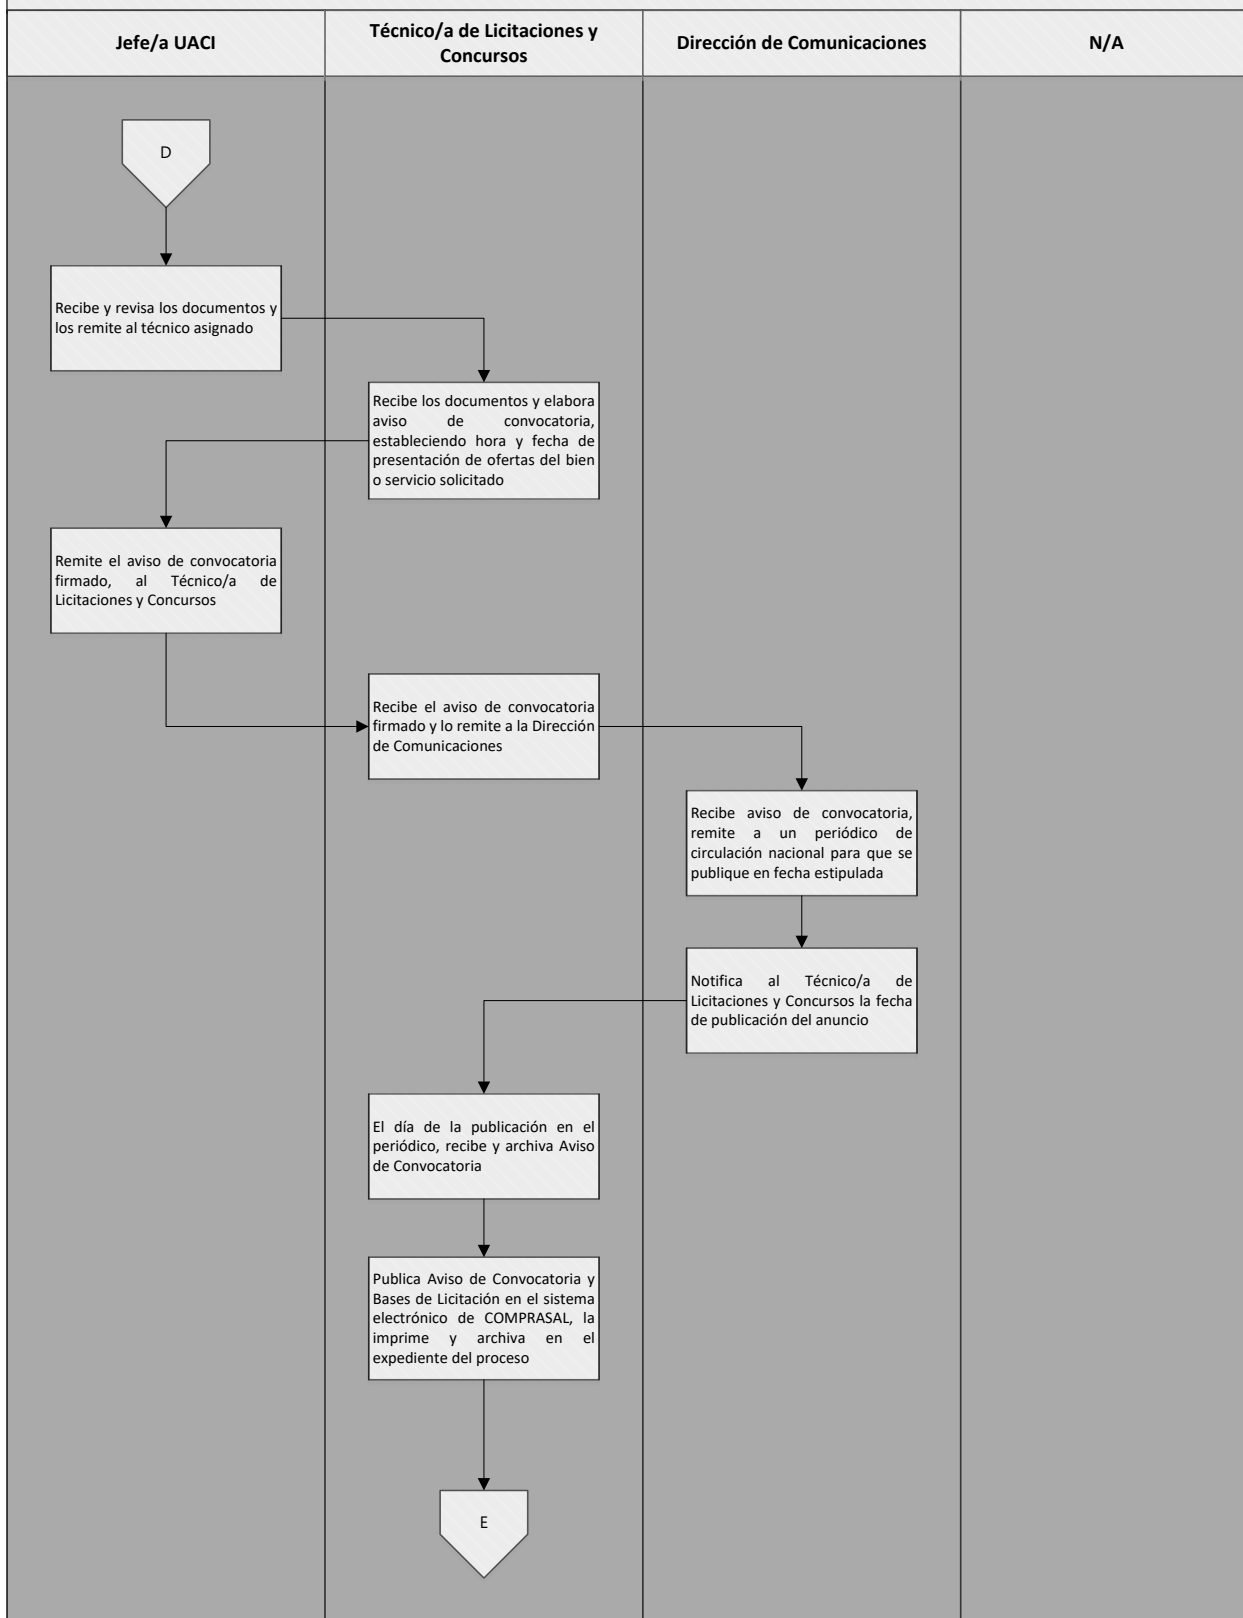 Jefe/a UACI
Técnico/a de Licitaciones y
Concursos
Dirección de Comunicaciones
N/A
D
Recibe y revisa los documentos y
los remite al técnico asignado
Recibe los documentos y elabora
aviso de convocatoria,
estableciendo hora y fecha de
presentación de ofertas del bien
o servicio solicitado
Remite el aviso de convocatoria
firmado, al Técnico/a de
Licitaciones y Concursos
Recibe el aviso de convocatoria
firmado y lo remite a la Dirección
de Comunicaciones
Recibe aviso de convocatoria,
remite a un periódico de
circulación nacional para que se
publique en fecha estipulada
Notifica al Técnico/a de
Licitaciones y Concursos la fecha
de publicación del anuncio
El día de la publicación en el
periódico, recibe y archiva Aviso
de Convocatoria
Publica Aviso de Convocatoria y
Bases de Licitación en el sistema
electrónico de COMPRASAL, la
imprime y archiva en el
expediente del proceso
E